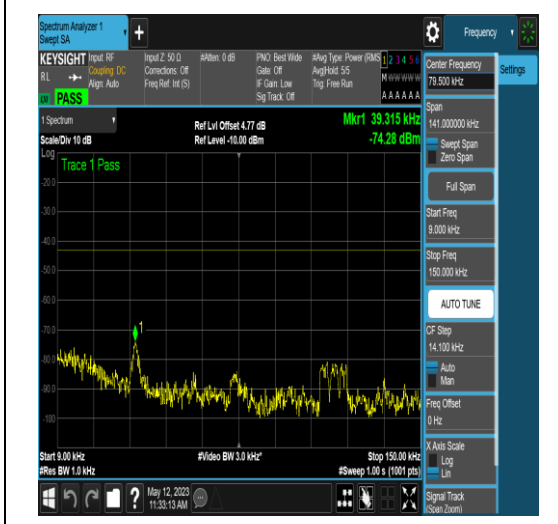 Spectrum Analyzer 1
Swept SA
+
Frequency
KEYSIGHT
Input: RF
Coupling: DC
Align: Auto
Input Z: 50 Ω
Corrections: Off
Freq Ref: Int (S)
#Atten: 0 dB
PNO: Best Wide
Gate: Off
IF Gain: Low
Sig Track: Off
#Avg Type: Power (RMS
Avg|Hold: 5/5
Trig: Free Run
1 2 3 4 5 6
M W W W W W
A A A A A A
RL
PASS
1 Spectrum
Scale/Div 10 dB
Ref Lvl Offset 4.77 dB
Ref Level -10.00 dBm
Mkr1 39.315 kHz
-74.28 dBm
Log
Trace 1 Pass
-20.0
-30.0
-40.0
-50.0
-60.0
-70.0
-80.0
-90.0
-100
1
Start 9.00 kHz
#Res BW 1.0 kHz
#Video BW 3.0 kHz*
Stop 150.00 kHz
#Sweep 1.00 s (1001 pts)
May 12, 2023
11:33:13 AM
?
Center Frequency
79.500 kHz
Settings
Span
141.000000 kHz
Swept Span
Zero Span
Full Span
Start Freq
9.000 kHz
Stop Freq
150.000 kHz
AUTO TUNE
CF Step
14.100 kHz
Auto
Man
Freq Offset
0 Hz
X Axis Scale
Log
Lin
Signal Track
(Span Zoom)